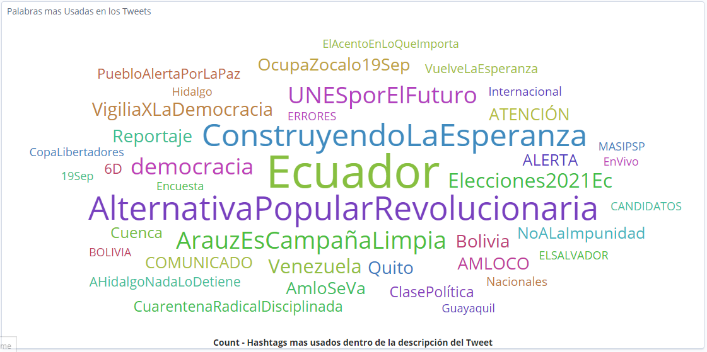 Palabras mas Usadas en los Tweets
ElAcentoEnLoQueImporta
OcupaZocalo19Sep
VuelveLaEsperanza
PuebloAlertaPorLaPaz
Hidalgo
UNESporElFuturo
Internacional
VigiliaXLaDemocracia
ERRORES
ATENCIÓN
Reportaje
ConstruyendoLaEsperanza
MASIPSP
CopaLibertadores
democracia
ALERTA
EnVivo
19Sep
6D
Ecuador
Elecciones2021Ec
Encuesta
AlternativaPopularRevolucionaria
CANDIDATOS
Cuenca
ArauzEsCampañaLimpia
Bolivia
NoALaImpunidad
BOLIVIA
COMUNICADO
Venezuela
Quito
AMLOCO
ELSALVADOR
AHidalgoNadaLoDetiene
AmloSeVa
ClasePolítica
Nacionales
CuarentenaRadicalDisciplinada
Guayaquil
me
Count - Hashtags mas usados dentro de la descripción del Tweet